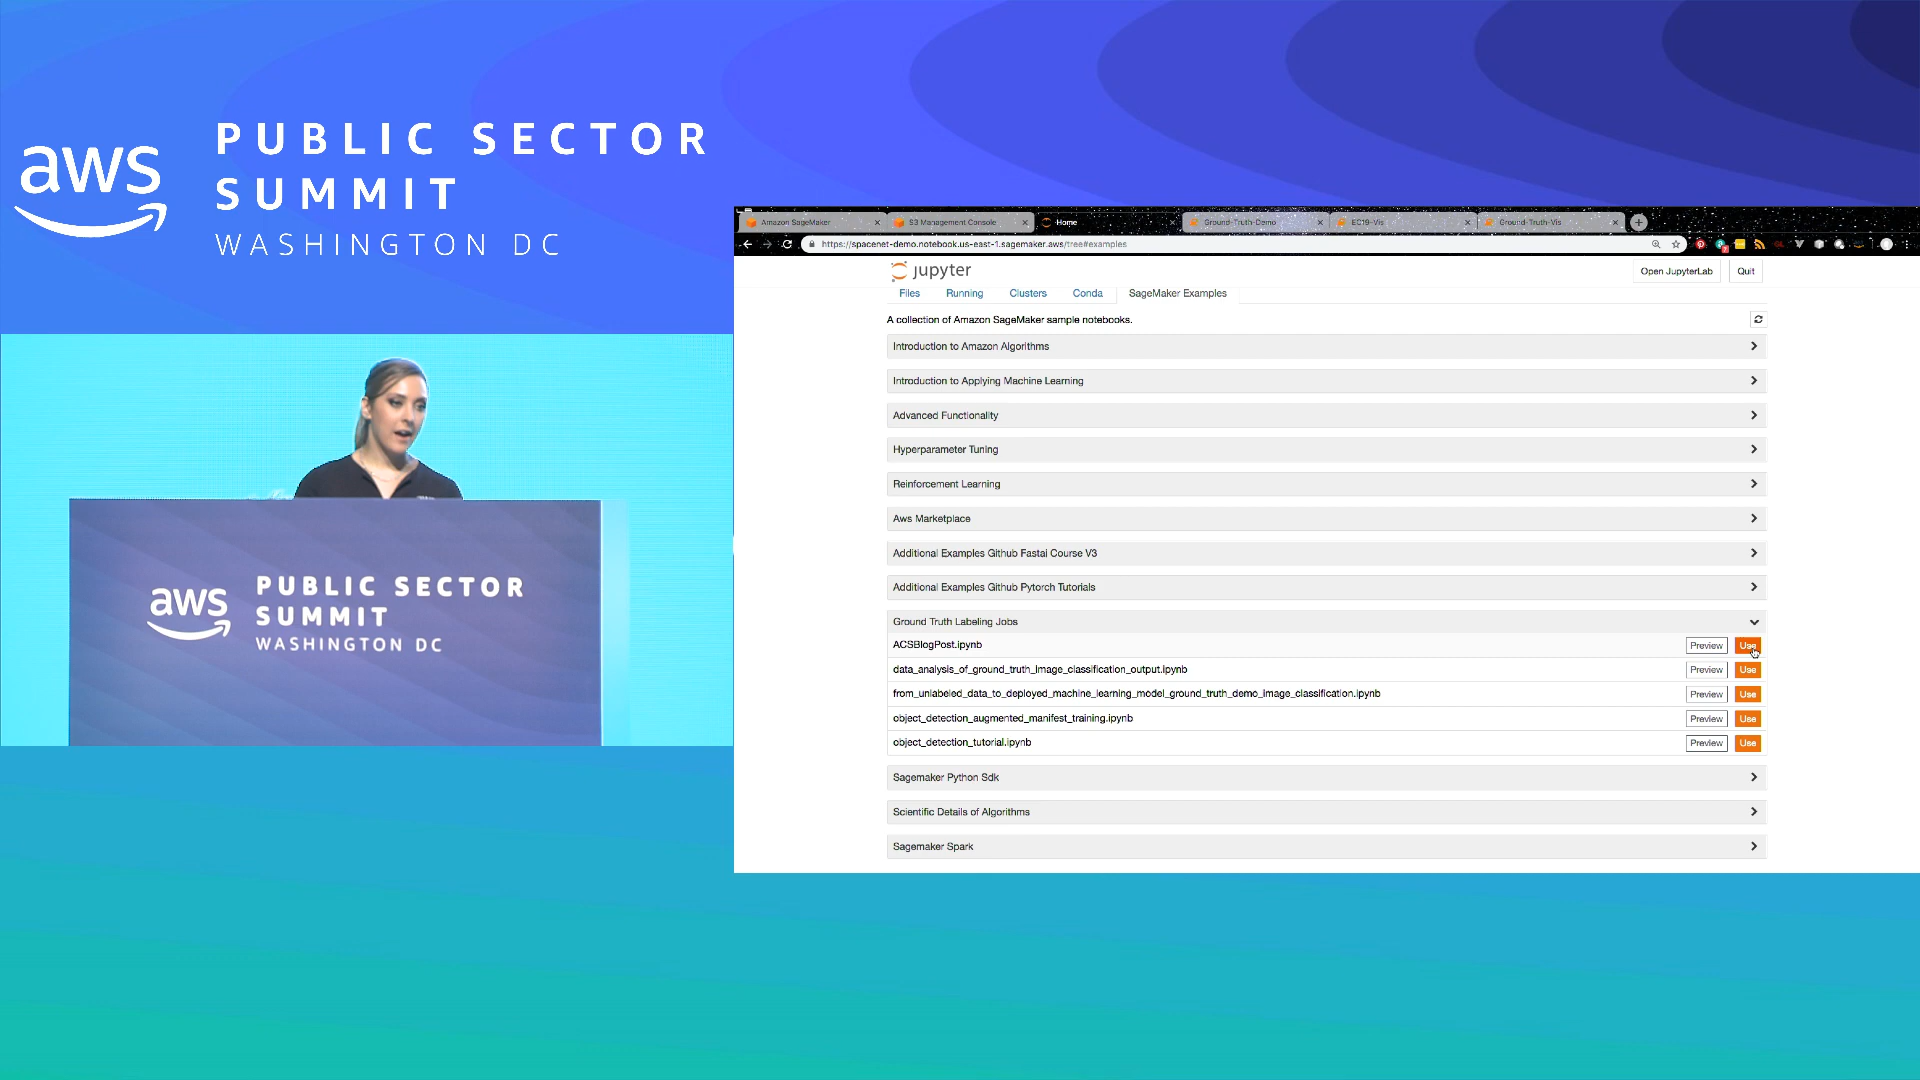 aws
PUBLIC SECTOR
SUMMIT
WASHINGTON DC
aws
PUBLIC SECTOR
SUMMIT
WASHINGTON DC
Amazon SageMaker
S3 Management Console
Home
Ground-Truth-Demo
EC19-Vis
Ground-Truth-Vis
https://spacenet-demo.notebook.us-east-1.sagemaker.aws/tree#examples
jupyter
Open JupyterLab
Quit
Files
Running
Clusters
Conda
SageMaker Examples
A collection of Amazon SageMaker sample notebooks.
Introduction to Amazon Algorithms
Introduction to Applying Machine Learning
Advanced Functionality
Hyperparameter Tuning
Reinforcement Learning
Aws Marketplace
Additional Examples Github Fastai Course V3
Additional Examples Github Pytorch Tutorials
Ground Truth Labeling Jobs
ACSBlogPost.ipynb Preview Use
data_analysis_of_ground_truth_image_classification_output.ipynb Preview Use
from_unlabeled_data_to_deployed_machine_learning_model_ground_truth_demo_image_classification.ipynb Preview Use
object_detection_augmented_manifest_training.ipynb Preview Use
object_detection_tutorial.ipynb Preview Use
Sagemaker Python Sdk
Scientific Details of Algorithms
Sagemaker Spark